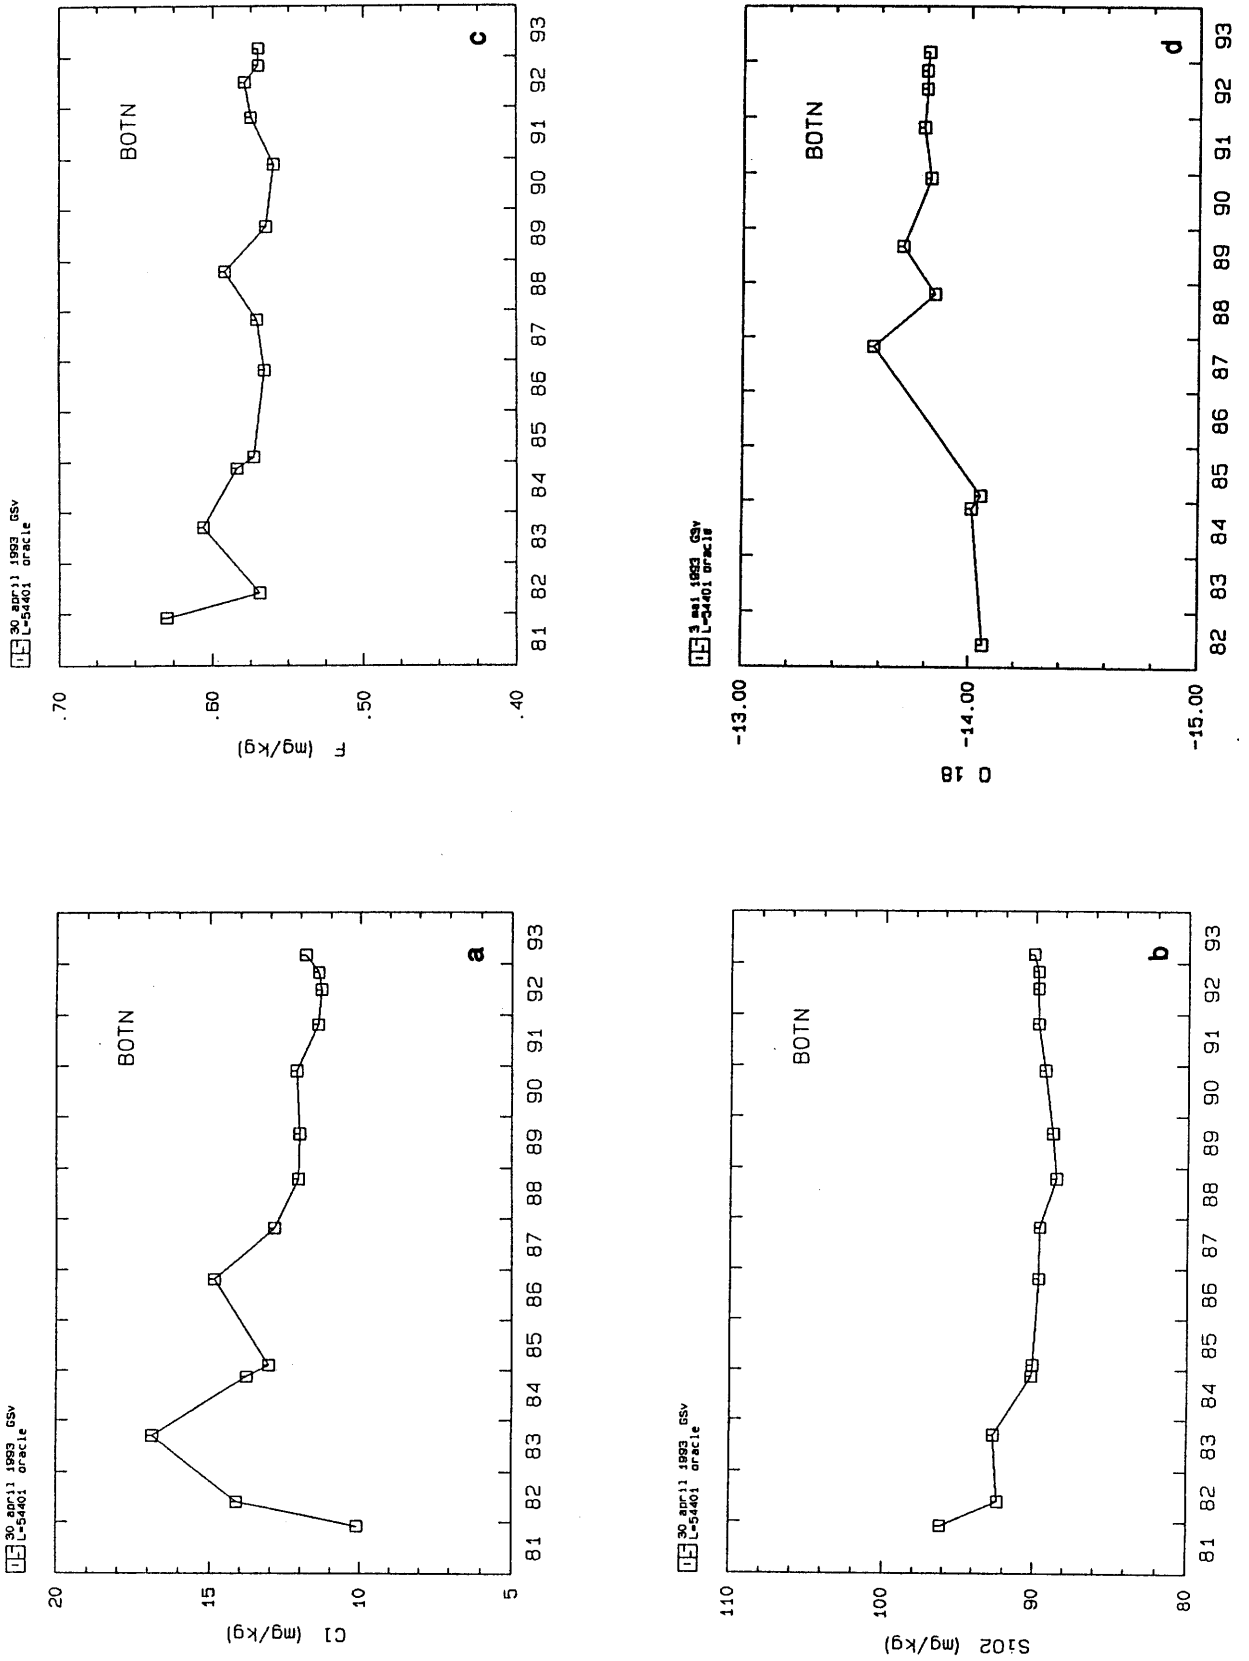 30 april 1993 GSv
L=54401 oracle
BOTN
Cl (mg/kg)
20
15
10
5
81 82 83 84 85 86 87 88 89 90 91 92 93
a
30 april 1993 GSv
L=54401 oracle
BOTN
SiO2 (mg/kg)
110
100
90
80
81 82 83 84 85 86 87 88 89 90 91 92 93
b
30 april 1993 GSv
L=54401 oracle
BOTN
F (mg/kg)
.70
.60
.50
.40
81 82 83 84 85 86 87 88 89 90 91 92 93
c
3 mai 1993 GSv
L=54401 oracle
BOTN
O 18
-13.00
-14.00
-15.00
82 83 84 85 86 87 88 89 90 91 92 93
d